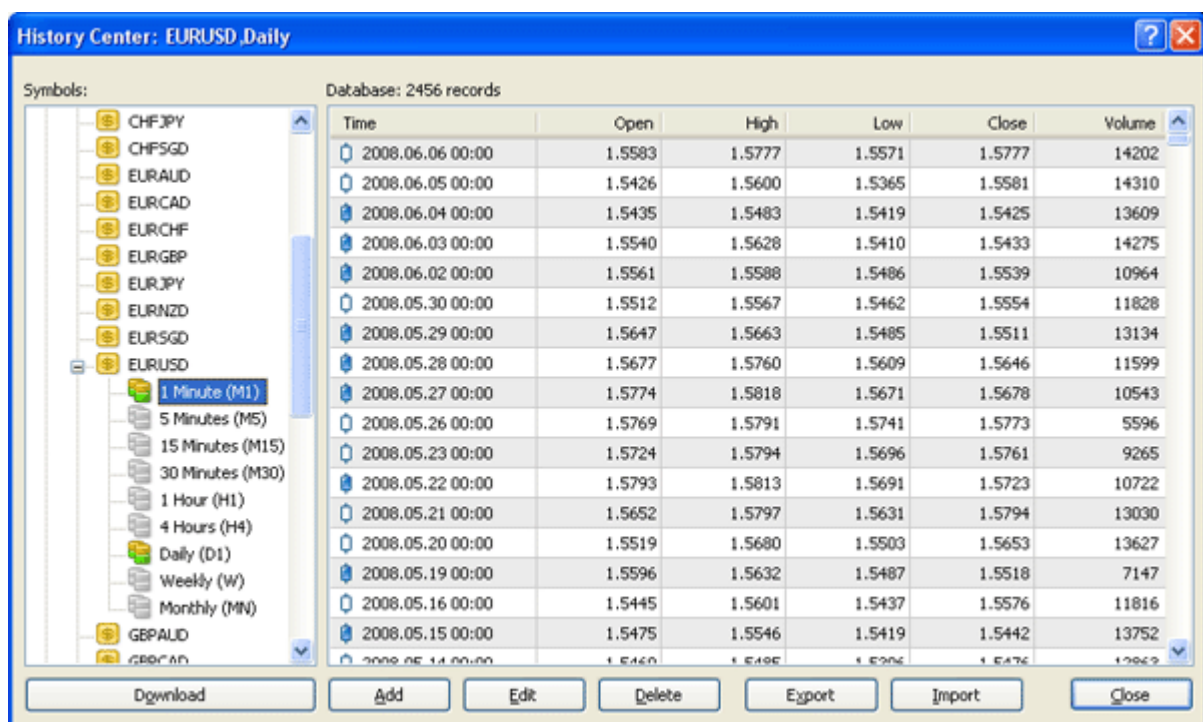 History Center: EURUSD,Daily
Symbols:
Database: 2456 records
CHFJPY
CHFSGD
EURAUD
EURCAD
EURCHF
EURGBP
EURJPY
EURNZD
EURSGD
EURUSD
1 Minute (M1)
5 Minutes (M5)
15 Minutes (M15)
30 Minutes (M30)
1 Hour (H1)
4 Hours (H4)
Daily (D1)
Weekly (W)
Monthly (MN)
GBPAUD
GBPCAD
Time Open High Low Close Volume
2008.06.06 00:00 1.5583 1.5777 1.5571 1.5777 14202
2008.06.05 00:00 1.5426 1.5600 1.5365 1.5581 14310
2008.06.04 00:00 1.5435 1.5483 1.5419 1.5425 13609
2008.06.03 00:00 1.5540 1.5628 1.5410 1.5433 14275
2008.06.02 00:00 1.5561 1.5588 1.5486 1.5539 10964
2008.05.30 00:00 1.5512 1.5567 1.5462 1.5554 11828
2008.05.29 00:00 1.5647 1.5663 1.5485 1.5511 13134
2008.05.28 00:00 1.5677 1.5760 1.5609 1.5646 11599
2008.05.27 00:00 1.5774 1.5818 1.5671 1.5678 10543
2008.05.26 00:00 1.5769 1.5791 1.5741 1.5773 5596
2008.05.23 00:00 1.5724 1.5794 1.5696 1.5761 9265
2008.05.22 00:00 1.5793 1.5813 1.5691 1.5723 10722
2008.05.21 00:00 1.5652 1.5797 1.5631 1.5794 13030
2008.05.20 00:00 1.5519 1.5680 1.5503 1.5653 13627
2008.05.19 00:00 1.5596 1.5632 1.5487 1.5518 7147
2008.05.16 00:00 1.5445 1.5601 1.5437 1.5576 11816
2008.05.15 00:00 1.5475 1.5546 1.5419 1.5442 13752
2008.05.14 00:00
Download Add Edit Delete Export Import Close